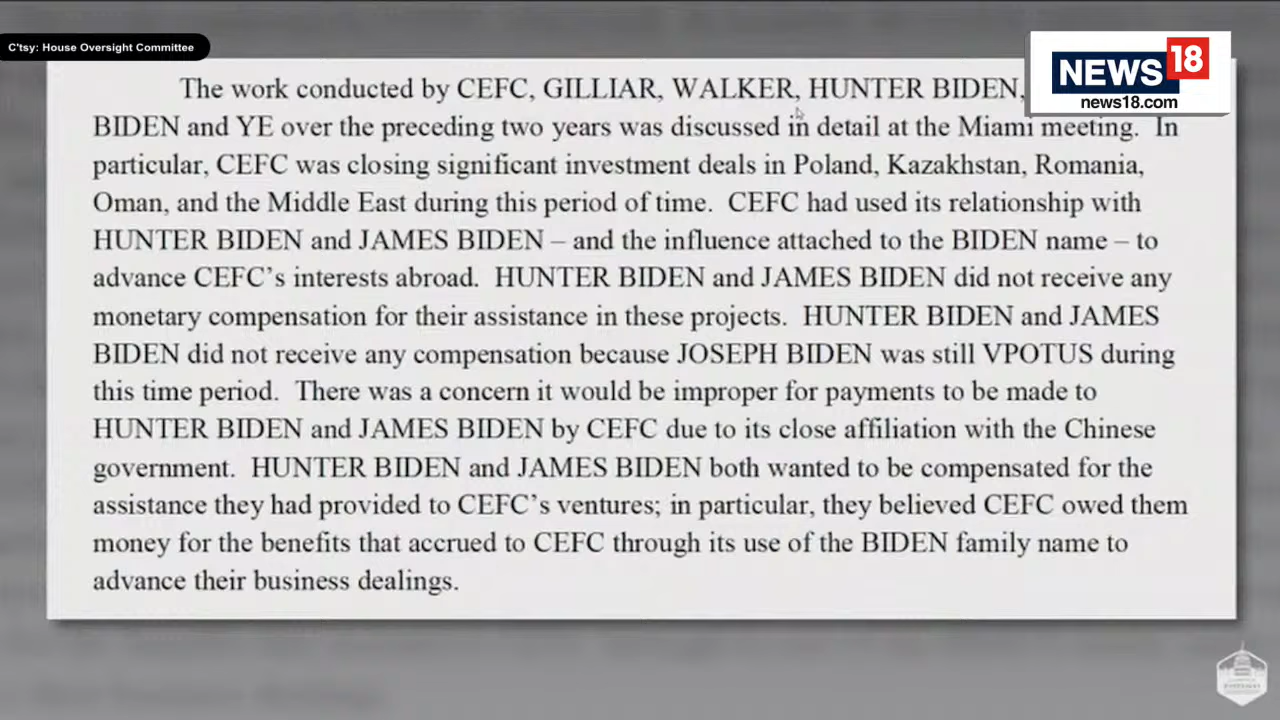 C'tsy: House Oversight Committee
NEWS 18
news18.com
The work conducted by CEFC, GILLIAR, WALKER, HUNTER BIDEN,
BIDEN and YE over the preceding two years was discussed in detail at the Miami meeting. In
particular, CEFC was closing significant investment deals in Poland, Kazakhstan, Romania,
Oman, and the Middle East during this period of time. CEFC had used its relationship with
HUNTER BIDEN and JAMES BIDEN – and the influence attached to the BIDEN name – to
advance CEFC’s interests abroad. HUNTER BIDEN and JAMES BIDEN did not receive any
monetary compensation for their assistance in these projects. HUNTER BIDEN and JAMES
BIDEN did not receive any compensation because JOSEPH BIDEN was still VPOTUS during
this time period. There was a concern it would be improper for payments to be made to
HUNTER BIDEN and JAMES BIDEN by CEFC due to its close affiliation with the Chinese
government. HUNTER BIDEN and JAMES BIDEN both wanted to be compensated for the
assistance they had provided to CEFC’s ventures; in particular, they believed CEFC owed them
money for the benefits that accrued to CEFC through its use of the BIDEN family name to
advance their business dealings.